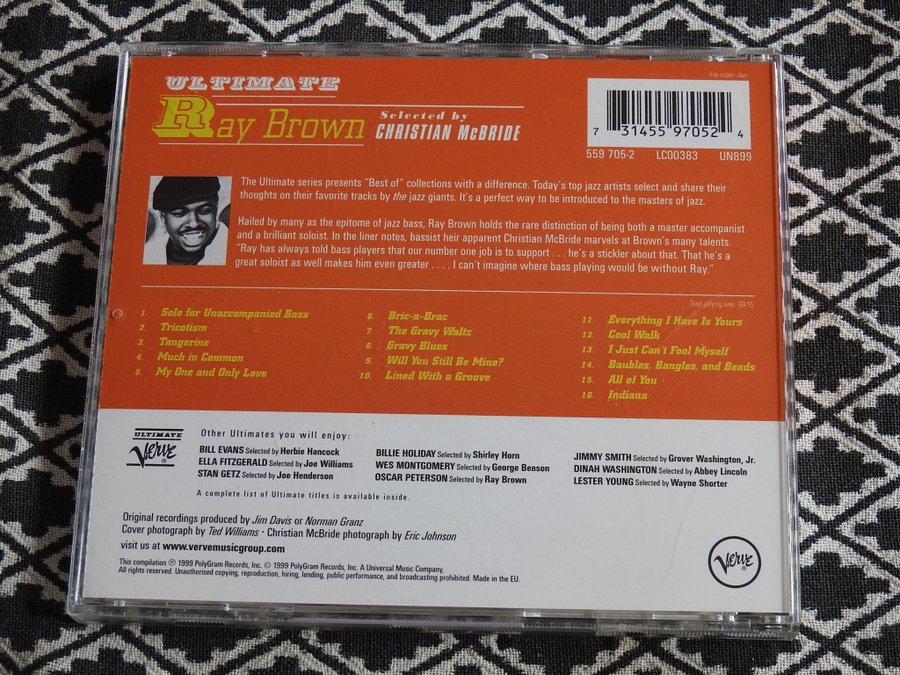 File under: Jazz
ULTIMATE
Ray Brown
Selected by
CHRISTIAN McBRIDE
7 31455 97052 4
559 705-2 LC00383 UN899
The Ultimate series presents "Best of" collections with a difference. Today's top jazz artists select and share their
thoughts on their favorite tracks by the jazz giants. It's a perfect way to be introduced to the masters of jazz.
Hailed by many as the epitome of jazz bass, Ray Brown holds the rare distinction of being both a master accompanist
and a brilliant soloist. In the liner notes, bassist heir apparent Christian McBride marvels at Brown's many talents.
"Ray has always told bass players that our number one job is to support . . . he's a stickler about that. That he's a
great soloist as well makes him even greater . . . . I can't imagine where bass playing would be without Ray."
Total playing time: 69:15
1. Solo for Unaccompanied Bass
2. Tricotism
3. Tangerine
4. Much in Common
5. My One and Only Love
6. Bric-a-Brac
7. The Gravy Waltz
8. Gravy Blues
9. Will You Still Be Mine?
10. Lined With a Groove
11. Everything I Have Is Yours
12. Cool Walk
13. I Just Can't Fool Myself
14. Baubles, Bangles, and Beads
15. All of You
16. Indiana
ULTIMATE
Verve
Other Ultimates you will enjoy:
BILL EVANS Selected by Herbie Hancock
ELLA FITZGERALD Selected by Joe Williams
STAN GETZ Selected by Joe Henderson
BILLIE HOLIDAY Selected by Shirley Horn
WES MONTGOMERY Selected by George Benson
OSCAR PETERSON Selected by Ray Brown
JIMMY SMITH Selected by Grover Washington, Jr.
DINAH WASHINGTON Selected by Abbey Lincoln
LESTER YOUNG Selected by Wayne Shorter
A complete list of Ultimate titles is available inside.
Original recordings produced by Jim Davis or Norman Granz
Cover photograph by Ted Williams · Christian McBride photograph by Eric Johnson
visit us at www.vervemusicgroup.com
This compilation ℗ 1999 PolyGram Records, Inc. © 1999 PolyGram Records, Inc. A Universal Music Company,
All rights reserved. Unauthorised copying, reproduction, hiring, lending, public performance, and broadcasting prohibited. Made in the EU.
Verve